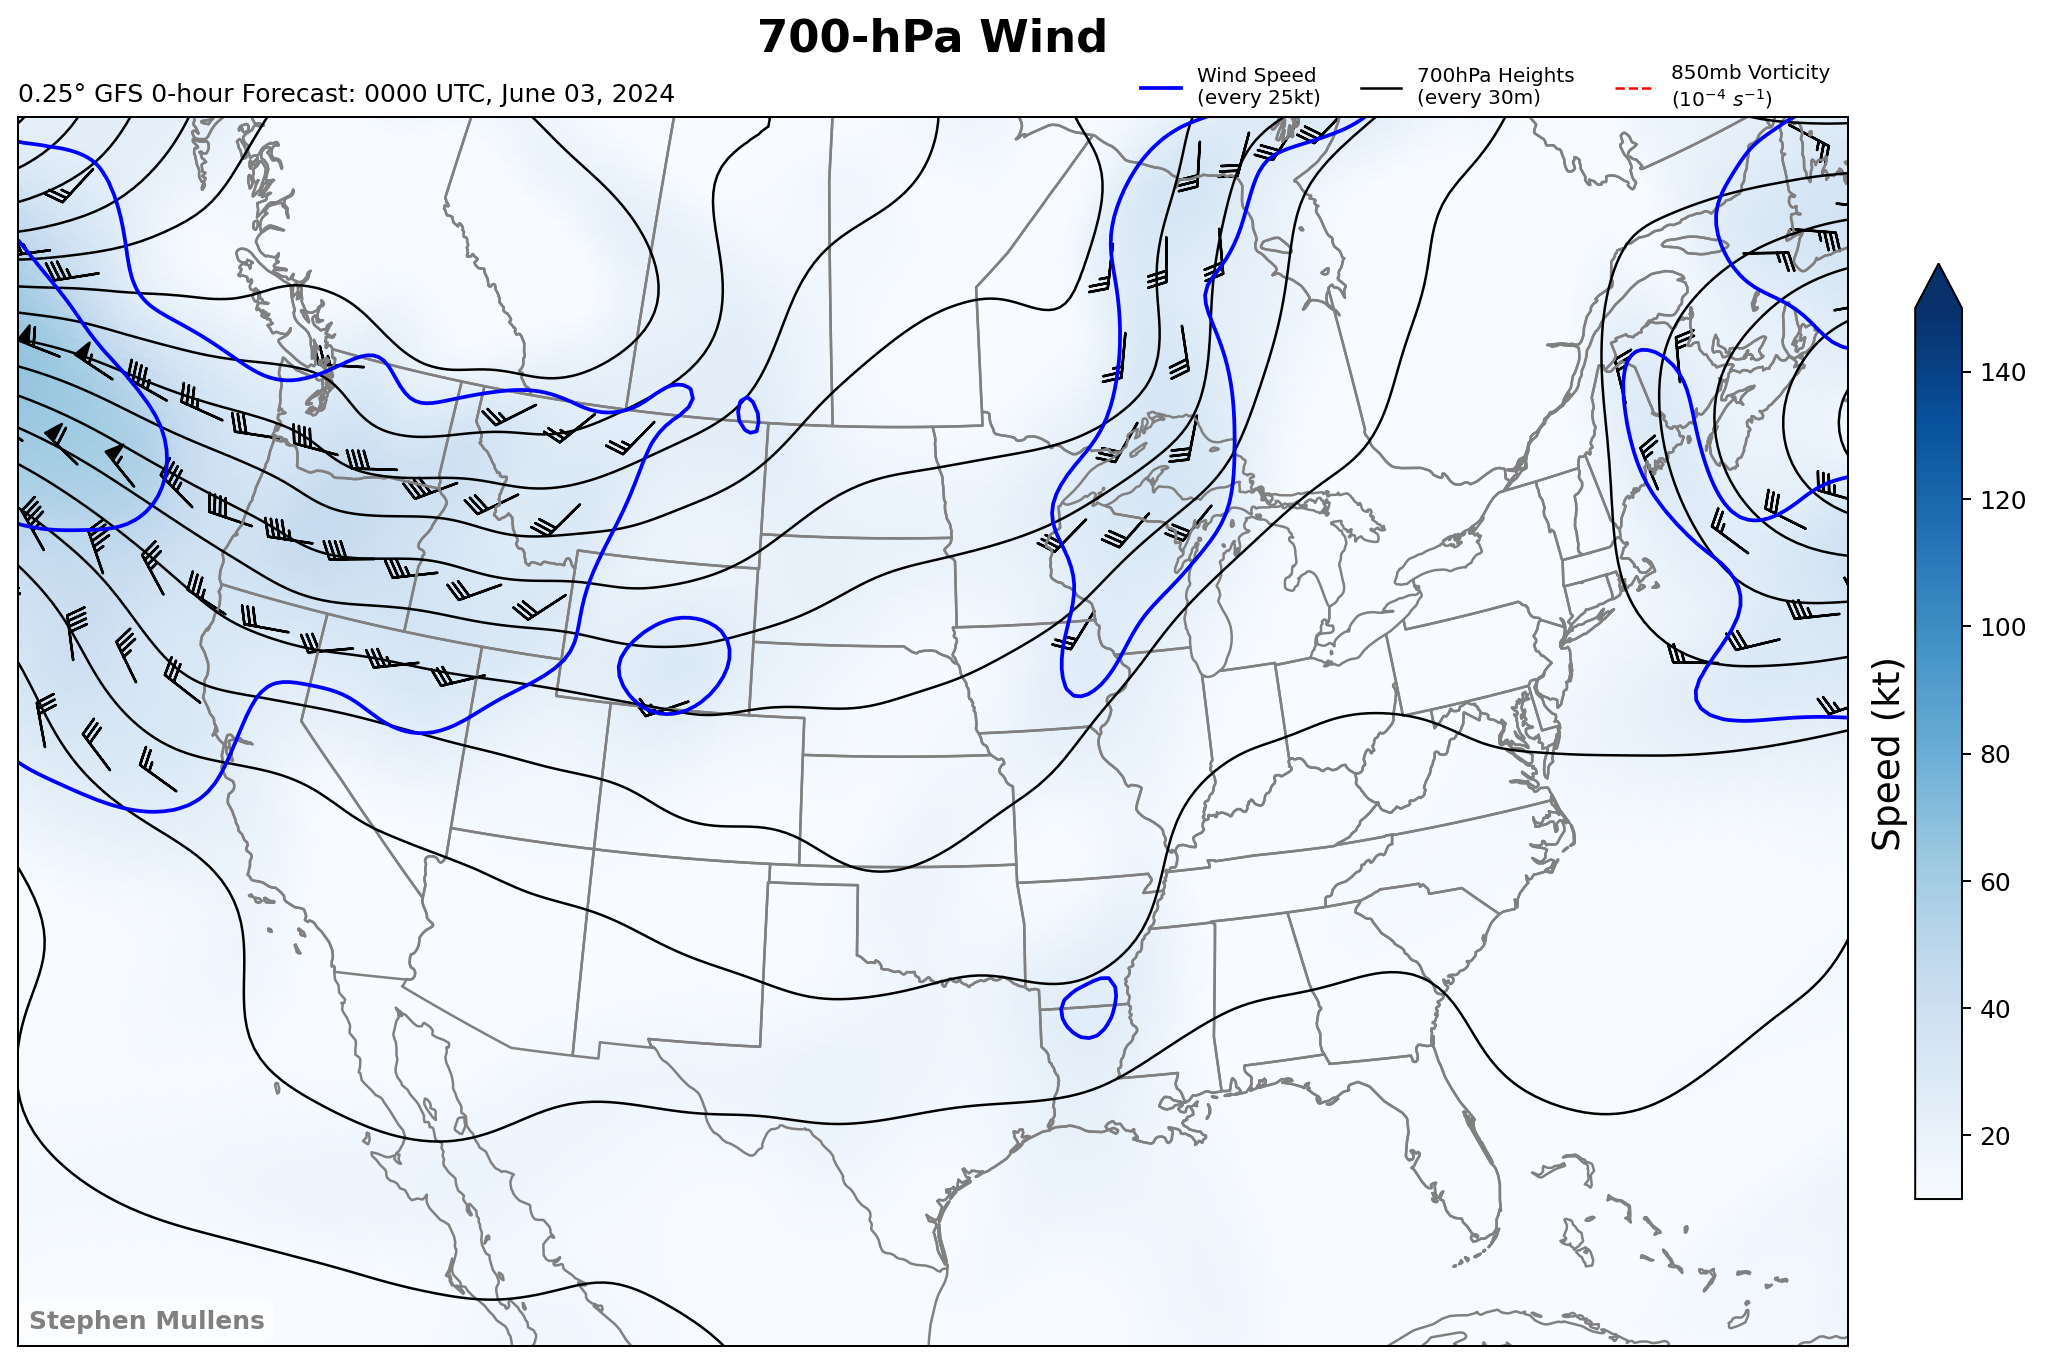 700-hPa Wind
0.25° GFS 0-hour Forecast: 0000 UTC, June 03, 2024
Wind Speed
(every 25kt)
700hPa Heights
(every 30m)
850mb Vorticity
(10⁻⁴ s⁻¹)
140
120
100
80
60
40
20
Speed (kt)
Stephen Mullens